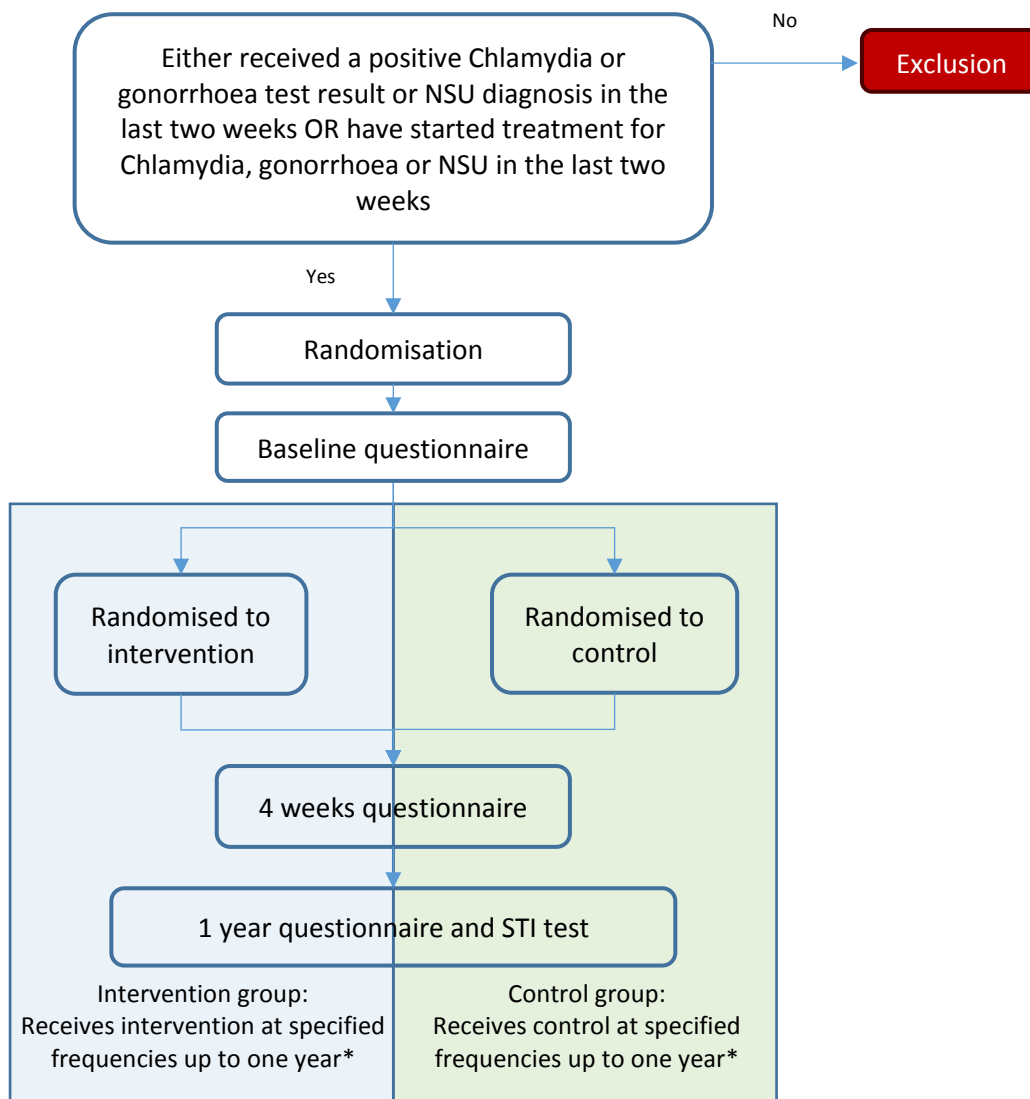 No
Either received a positive Chlamydia or
gonorrhoea test result or NSU diagnosis in the
last two weeks OR have started treatment for
Chlamydia, gonorrhoea or NSU in the last two
weeks
Exclusion
Yes
Randomisation
Baseline questionnaire
Randomised to
intervention
Randomised to
control
4 weeks questionnaire
1 year questionnaire and STI test
Intervention group:
Receives intervention at specified
frequencies up to one year*
Control group:
Receives control at specified
frequencies up to one year*